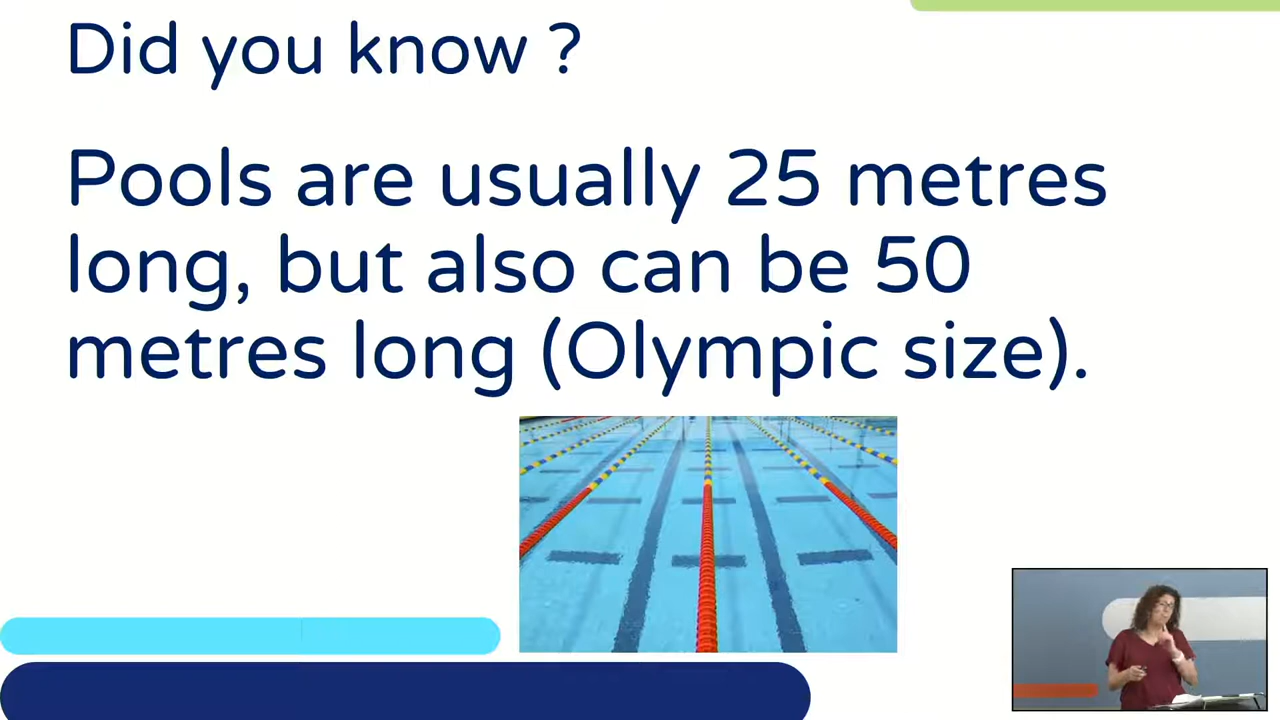 Did you know ?
Pools are usually 25 metres
long, but also can be 50
metres long (Olympic size).